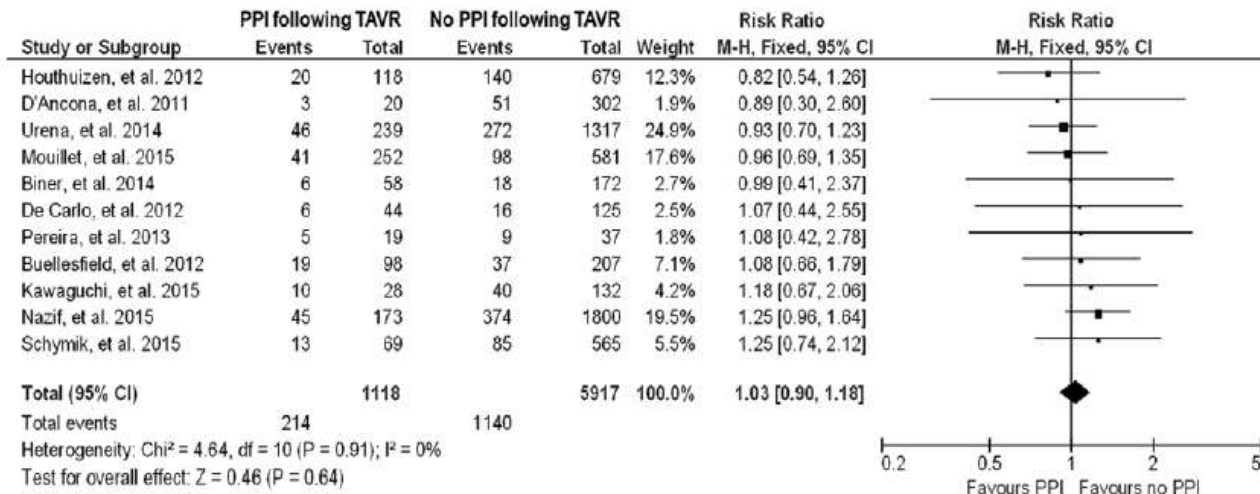 PPI following TAVR No PPI following TAVR Risk Ratio Risk Ratio
Study or Subgroup Events Total Events Total Weight M-H, Fixed, 95% CI M-H, Fixed, 95% CI
Houthuizen, et al. 2012 20 118 140 679 12.3% 0.82 [0.54, 1.26]
D'Ancona, et al. 2011 3 20 51 302 1.9% 0.89 [0.30, 2.60]
Urena, et al. 2014 46 239 272 1317 24.9% 0.93 [0.70, 1.23]
Mouillet, et al. 2015 41 252 98 581 17.6% 0.96 [0.69, 1.35]
Biner, et al. 2014 6 58 18 172 2.7% 0.99 [0.41, 2.37]
De Carlo, et al. 2012 6 44 16 125 2.5% 1.07 [0.44, 2.55]
Pereira, et al. 2013 5 19 9 37 1.8% 1.08 [0.42, 2.78]
Buellesfield, et al. 2012 19 98 37 207 7.1% 1.08 [0.66, 1.79]
Kawaguchi, et al. 2015 10 28 40 132 4.2% 1.18 [0.67, 2.06]
Nazif, et al. 2015 45 173 374 1800 19.5% 1.25 [0.96, 1.64]
Schymik, et al. 2015 13 69 85 565 5.5% 1.25 [0.74, 2.12]
Total (95% CI) 1118 5917 100.0% 1.03 [0.90, 1.18]
Total events 214 1140
Heterogeneity: Chi² = 4.64, df = 10 (P = 0.91); I² = 0%
Test for overall effect: Z = 0.46 (P = 0.64)
0.2 0.5 1 2 5
Favours PPI Favours no PPI